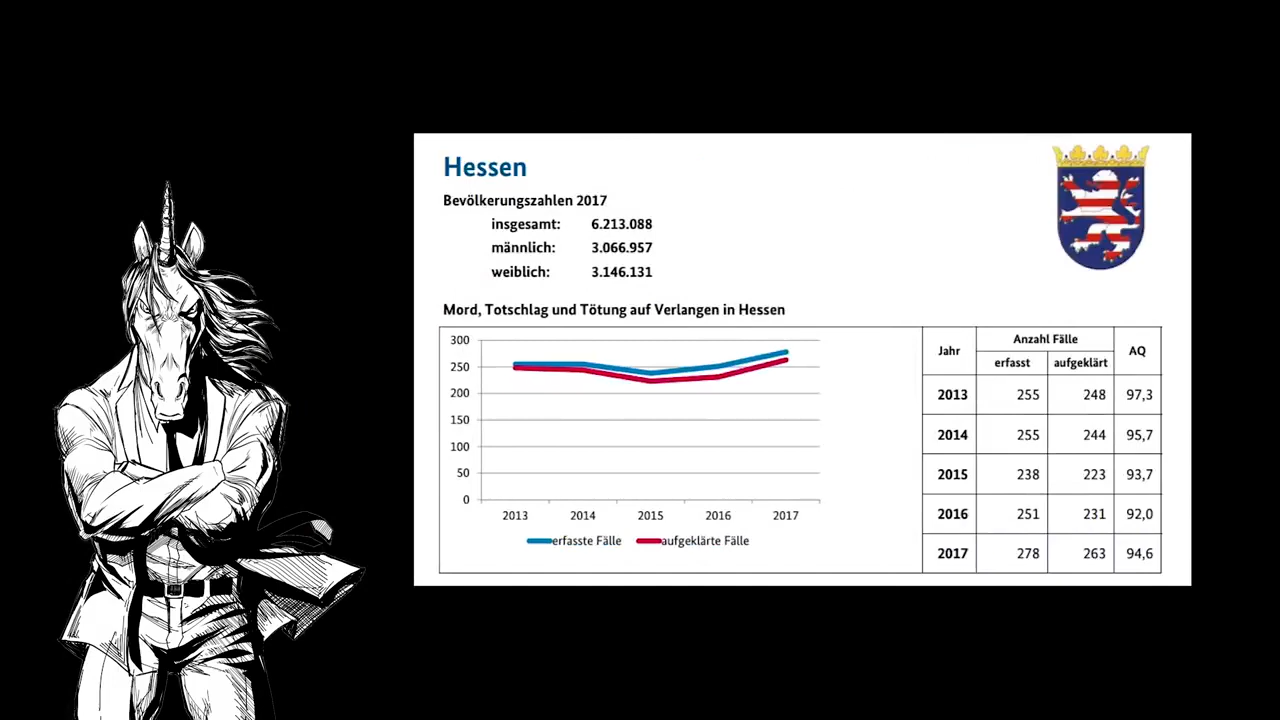 Hessen
Bevölkerungszahlen 2017
insgesamt: 6.213.088
männlich: 3.066.957
weiblich: 3.146.131
Mord, Totschlag und Tötung auf Verlangen in Hessen
300
250
200
150
100
50
0
2013 2014 2015 2016 2017
erfasste Fälle aufgeklärte Fälle
Jahr Anzahl Fälle AQ
erfasst aufgeklärt
2013 255 248 97,3
2014 255 244 95,7
2015 238 223 93,7
2016 251 231 92,0
2017 278 263 94,6